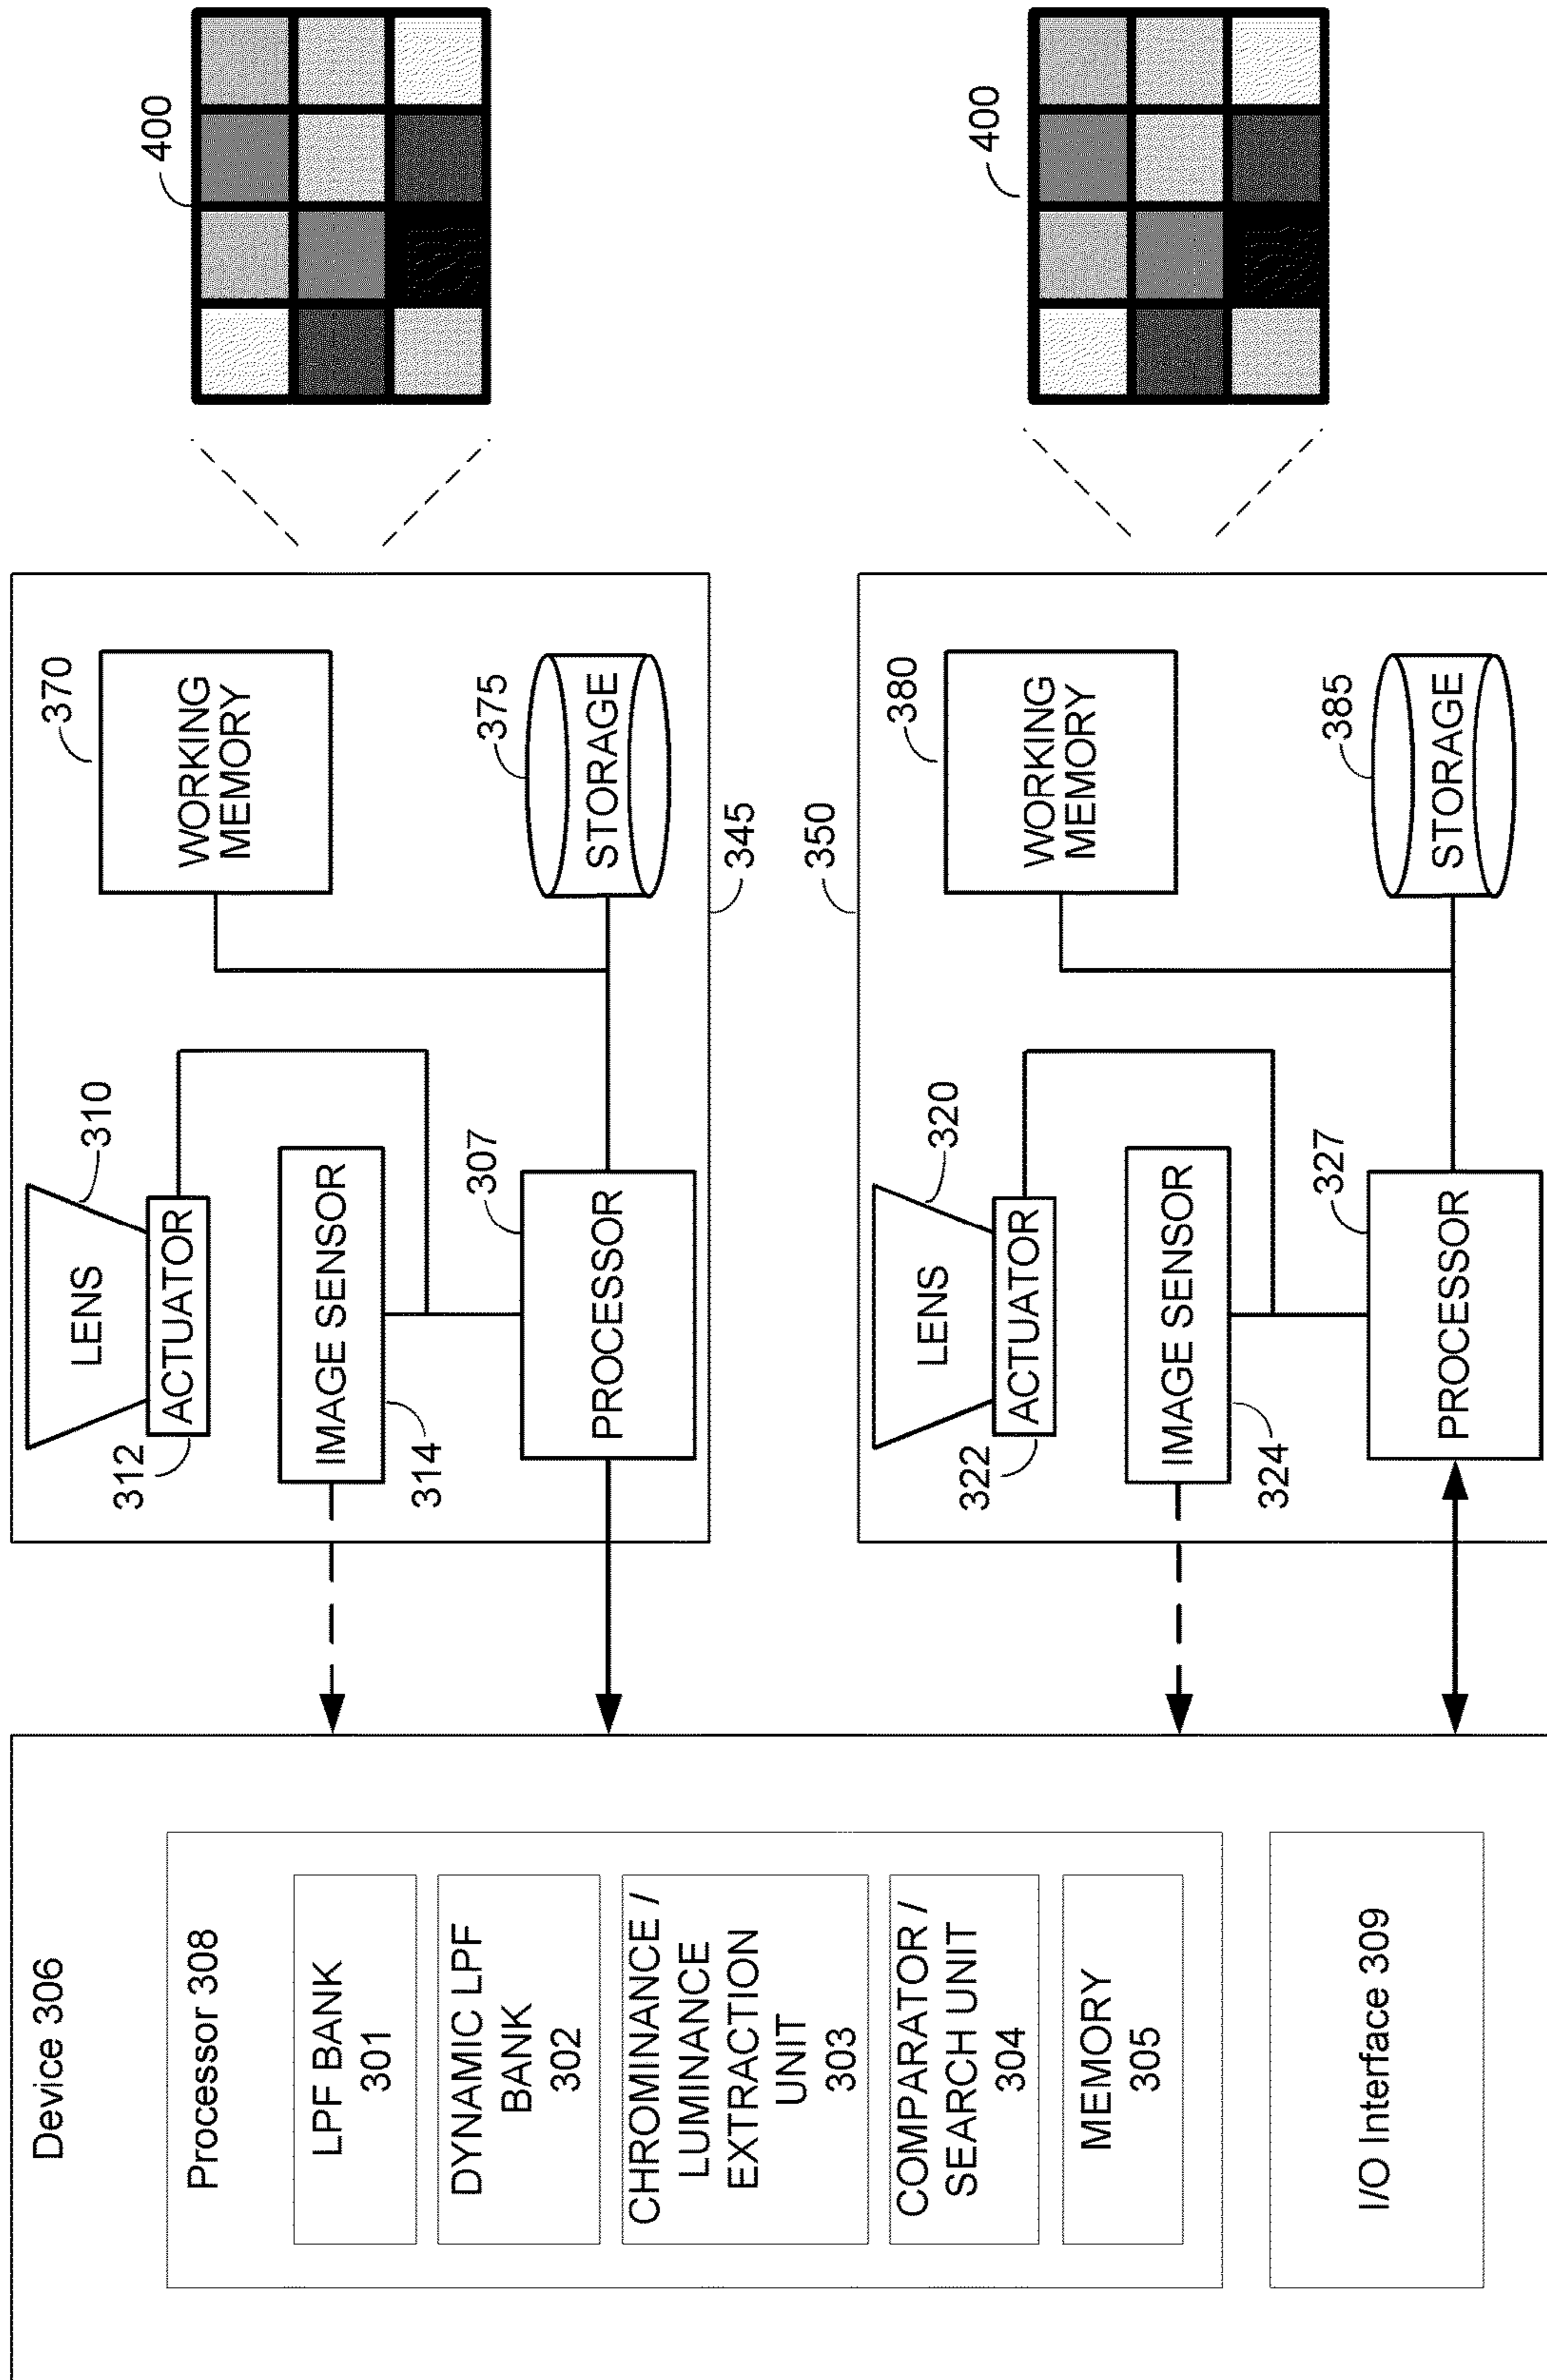 Device 306
Processor 308
LPF BANK
301
DYNAMIC LPF
BANK
302
CHROMINANCE /
LUMINANCE
EXTRACTION
UNIT
303
COMPARATOR /
SEARCH UNIT
304
MEMORY
305
I/O Interface 309
LENS
310
ACTUATOR
312
IMAGE SENSOR
314
307
PROCESSOR
370
WORKING
MEMORY
375
STORAGE
345
400
350
LENS
320
ACTUATOR
322
IMAGE SENSOR
324
327
PROCESSOR
380
WORKING
MEMORY
385
STORAGE
400